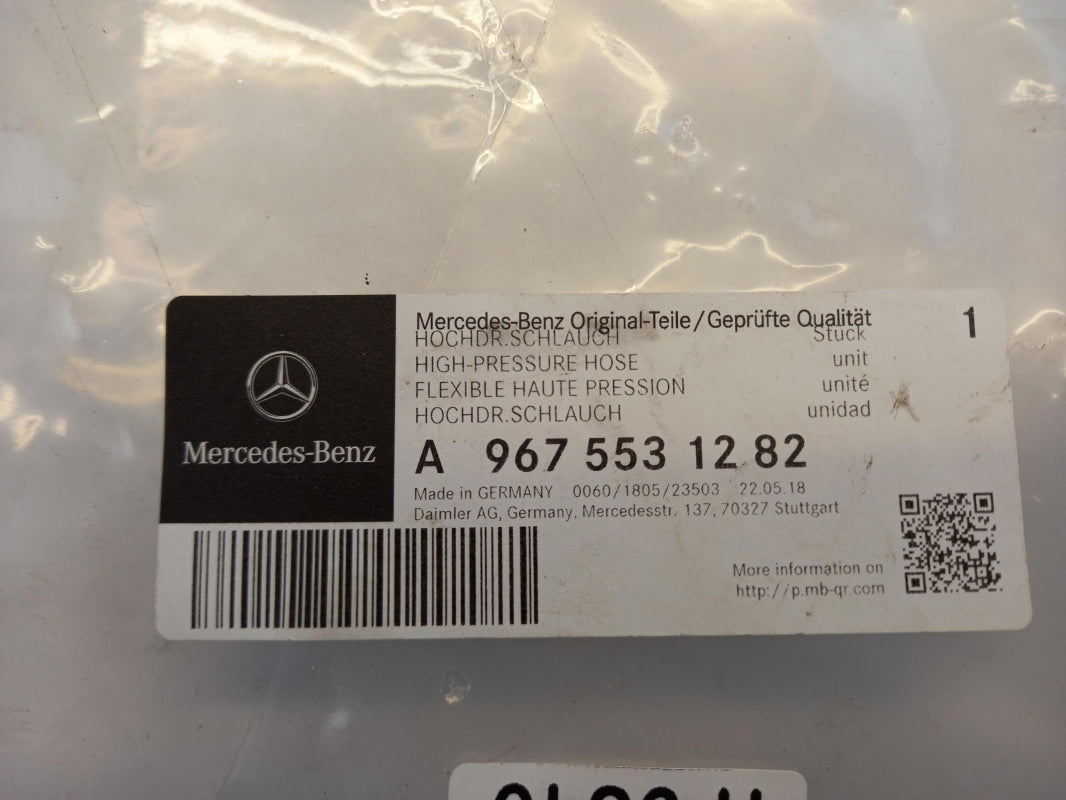 Mercedes-Benz
Mercedes-Benz Original-Teile/Geprüfte Qualität 1
HOCHDR.SCHLAUCH Stück
HIGH-PRESSURE HOSE unit
FLEXIBLE HAUTE PRESSION unité
HOCHDR.SCHLAUCH unidad
A 967 553 12 82
Made in GERMANY 0060/1805/23503 22.05.18
Daimler AG, Germany, Mercedesstr. 137, 70327 Stuttgart
More information on
http://p.mb-qr.com